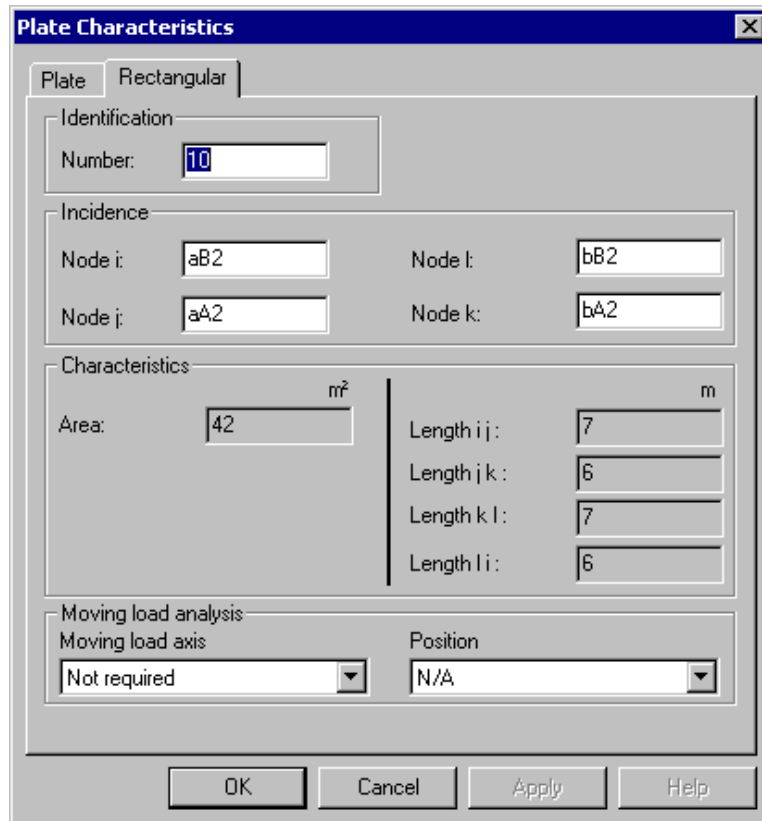 Plate Characteristics
Plate Rectangular
Identification
Number: 10
Incidence
Node i: aB2 Node l: bB2
Node j: aA2 Node k: bA2
Characteristics
m² m
Area: 42 Length i j : 7
Length j k : 6
Length k l : 7
Length l i : 6
Moving load analysis
Moving load axis Position
Not required N/A
OK Cancel Apply Help